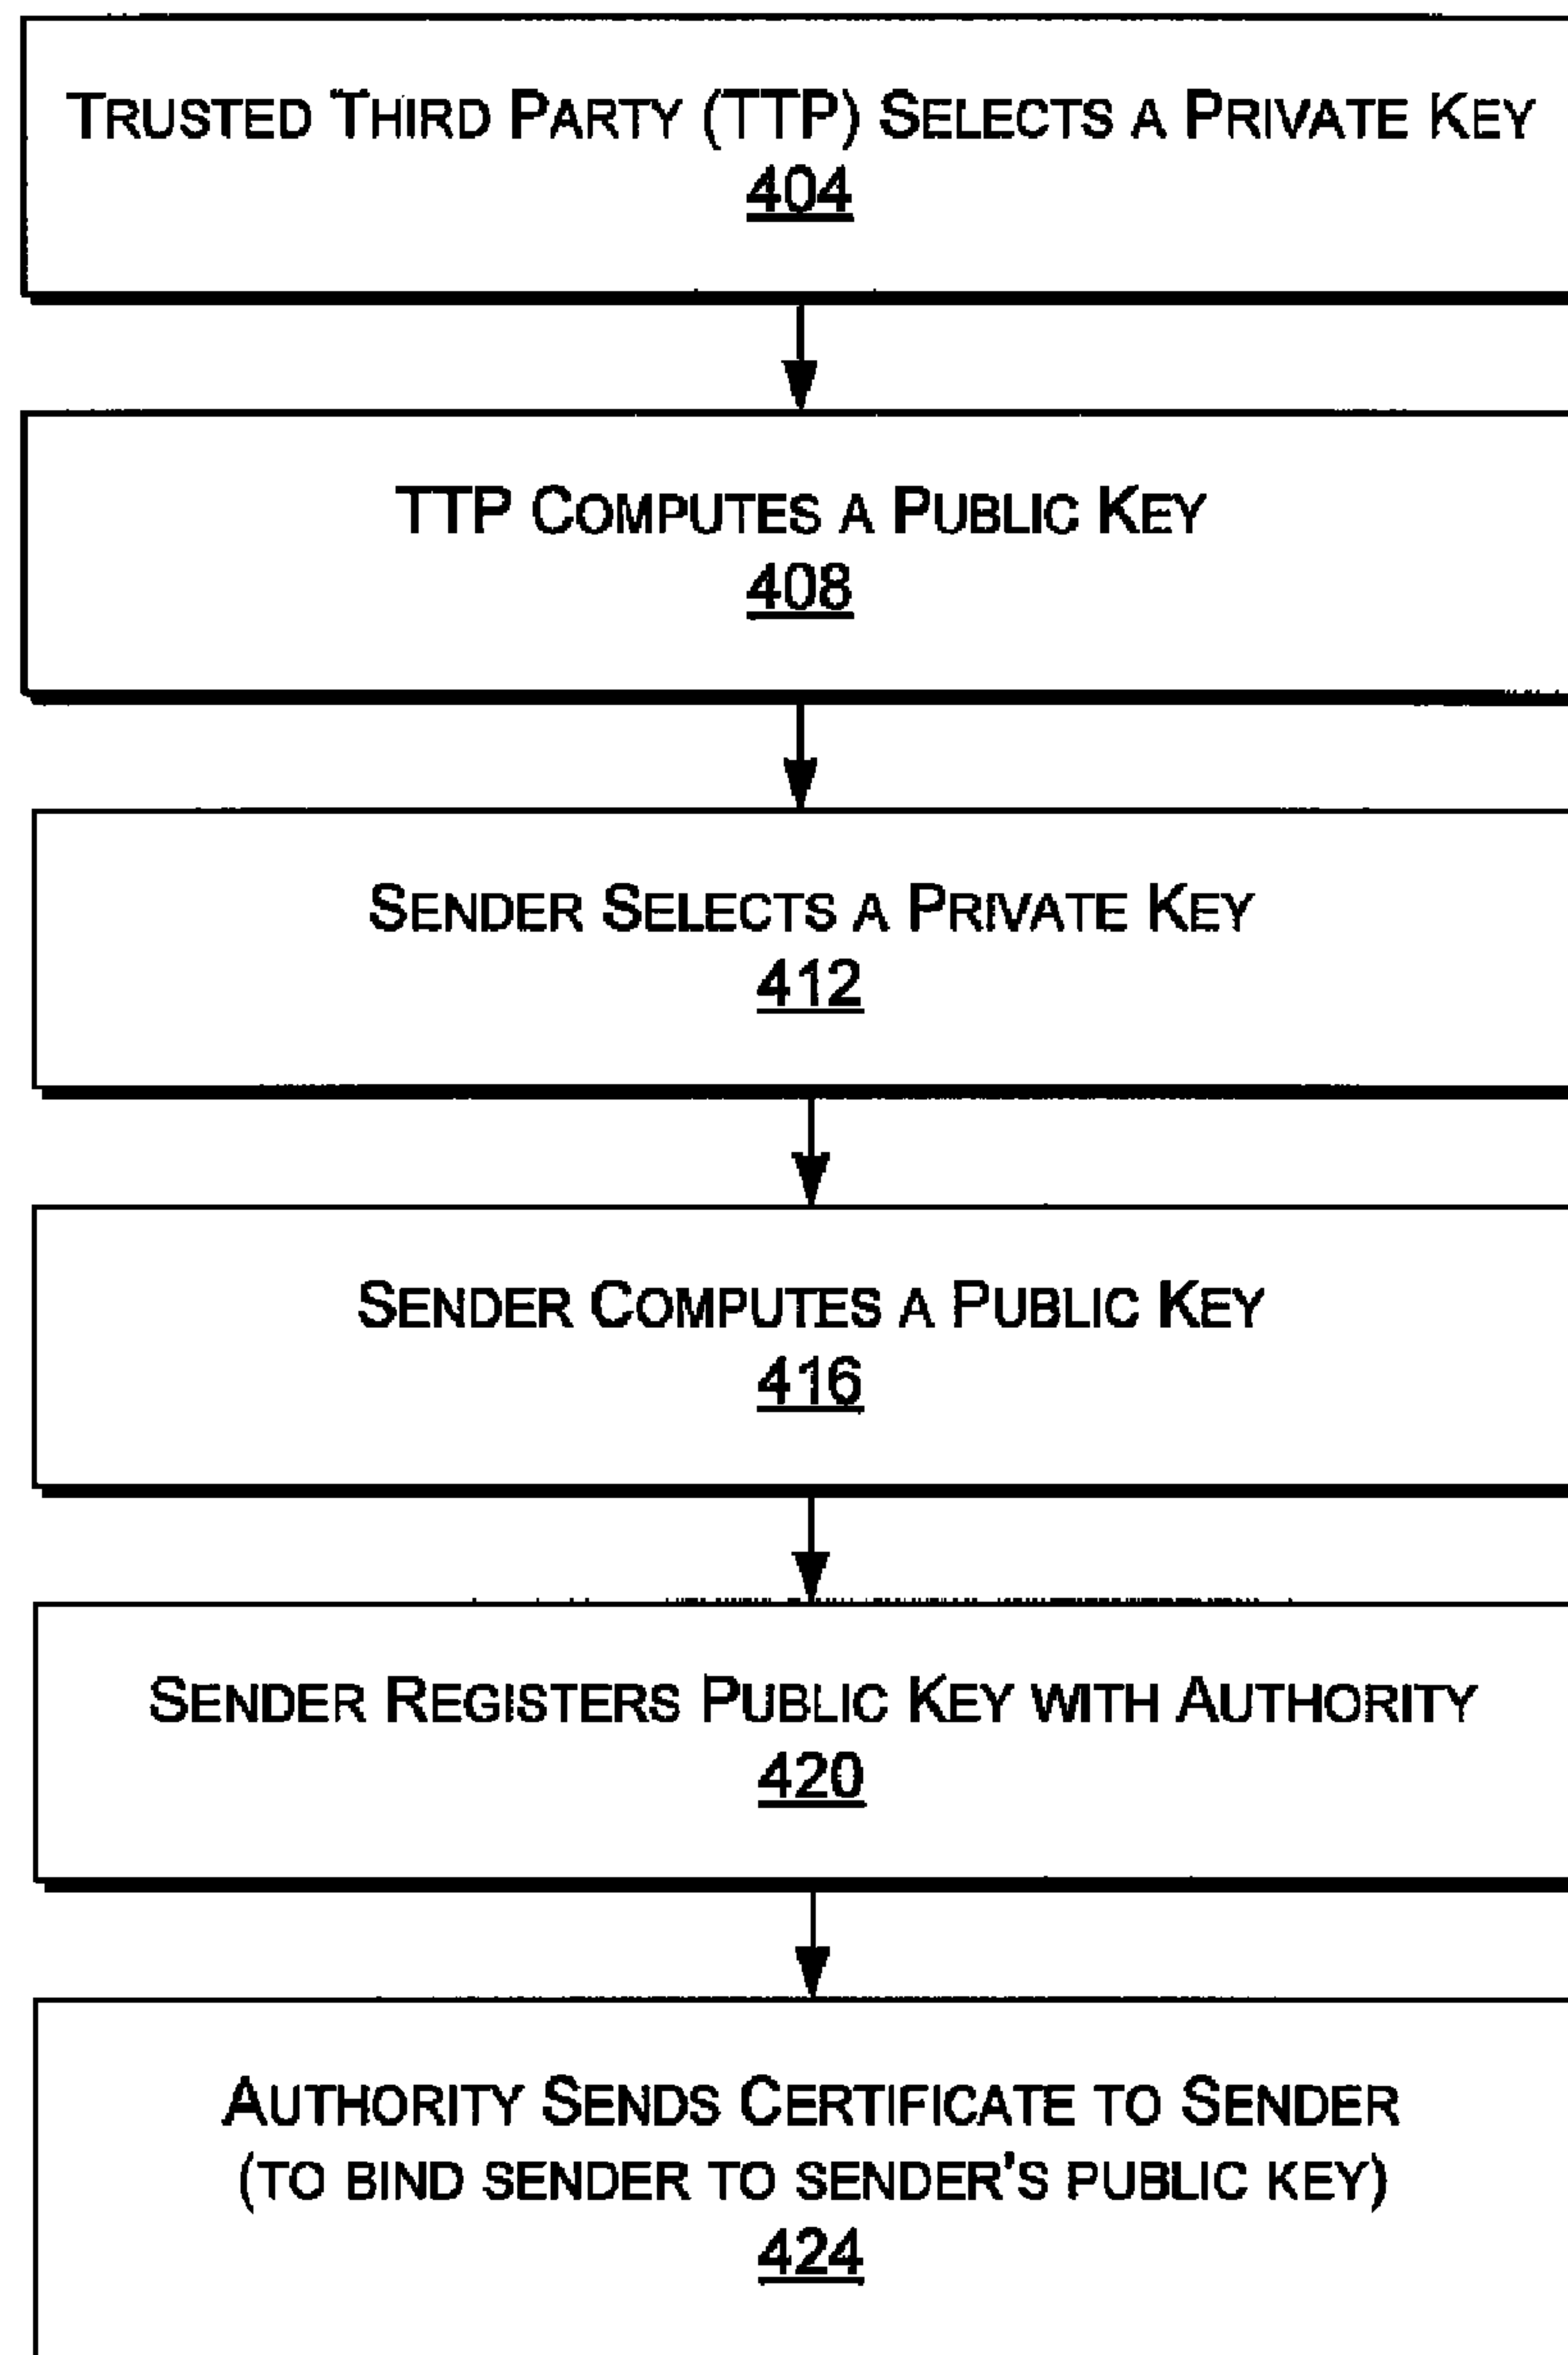 TRUSTED THIRD PARTY (TTP) SELECTS A PRIVATE KEY
404
TTP COMPUTES A PUBLIC KEY
408
SENDER SELECTS A PRIVATE KEY
412
SENDER COMPUTES A PUBLIC KEY
416
SENDER REGISTERS PUBLIC KEY WITH AUTHORITY
420
AUTHORITY SENDS CERTIFICATE TO SENDER
(TO BIND SENDER TO SENDER'S PUBLIC KEY)
424